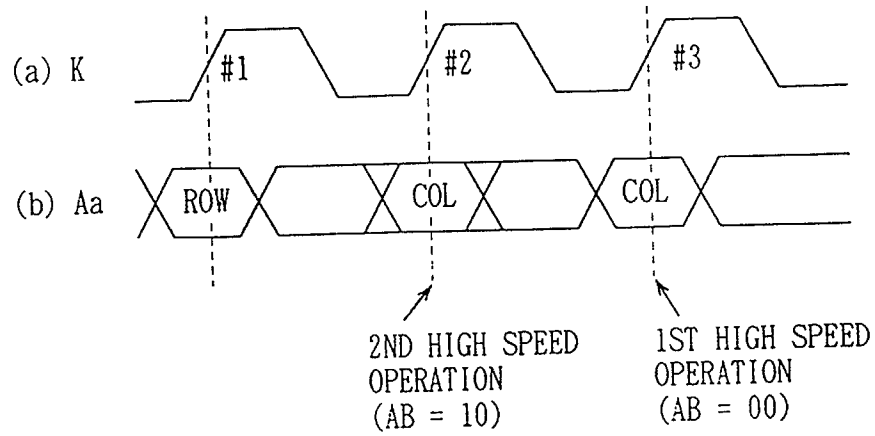 (a) K
#1
#2
#3
(b) Aa
ROW
COL
COL
2ND HIGH SPEED
OPERATION
(AB = 10)
1ST HIGH SPEED
OPERATION
(AB = 00)